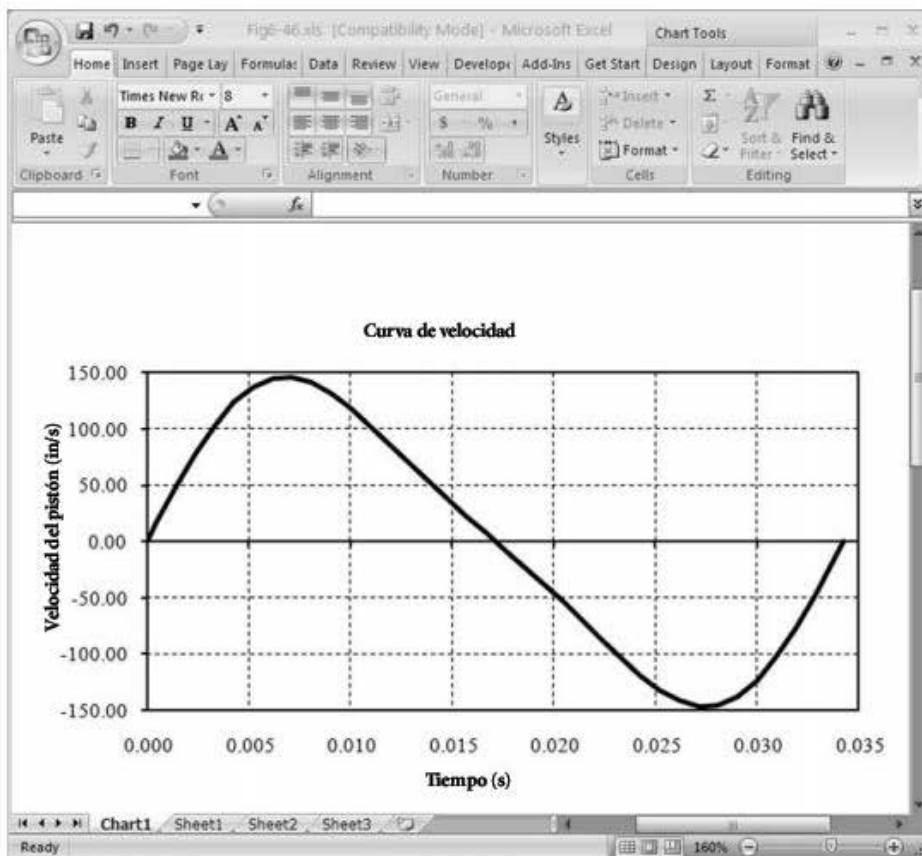 Fig6-46.xls [Compatibility Mode] - Microsoft Excel
Chart Tools
Home Insert Page Lay Formulas Data Review View Develope Add-Ins Get Start Design Layout Format
Times New Ro 8
General
Insert
Σ
B I U A A
$ % ,
A
Delete
Paste
Styles
Format
Sort & Filter
Find & Select
Clipboard Font Alignment Number Cells Editing
fx
Curva de velocidad
Velocidad del pistón (in/s)
150.00
100.00
50.00
0.00
-50.00
-100.00
-150.00
0.000 0.005 0.010 0.015 0.020 0.025 0.030 0.035
Tiempo (s)
Chart1 Sheet1 Sheet2 Sheet3
Ready 160%